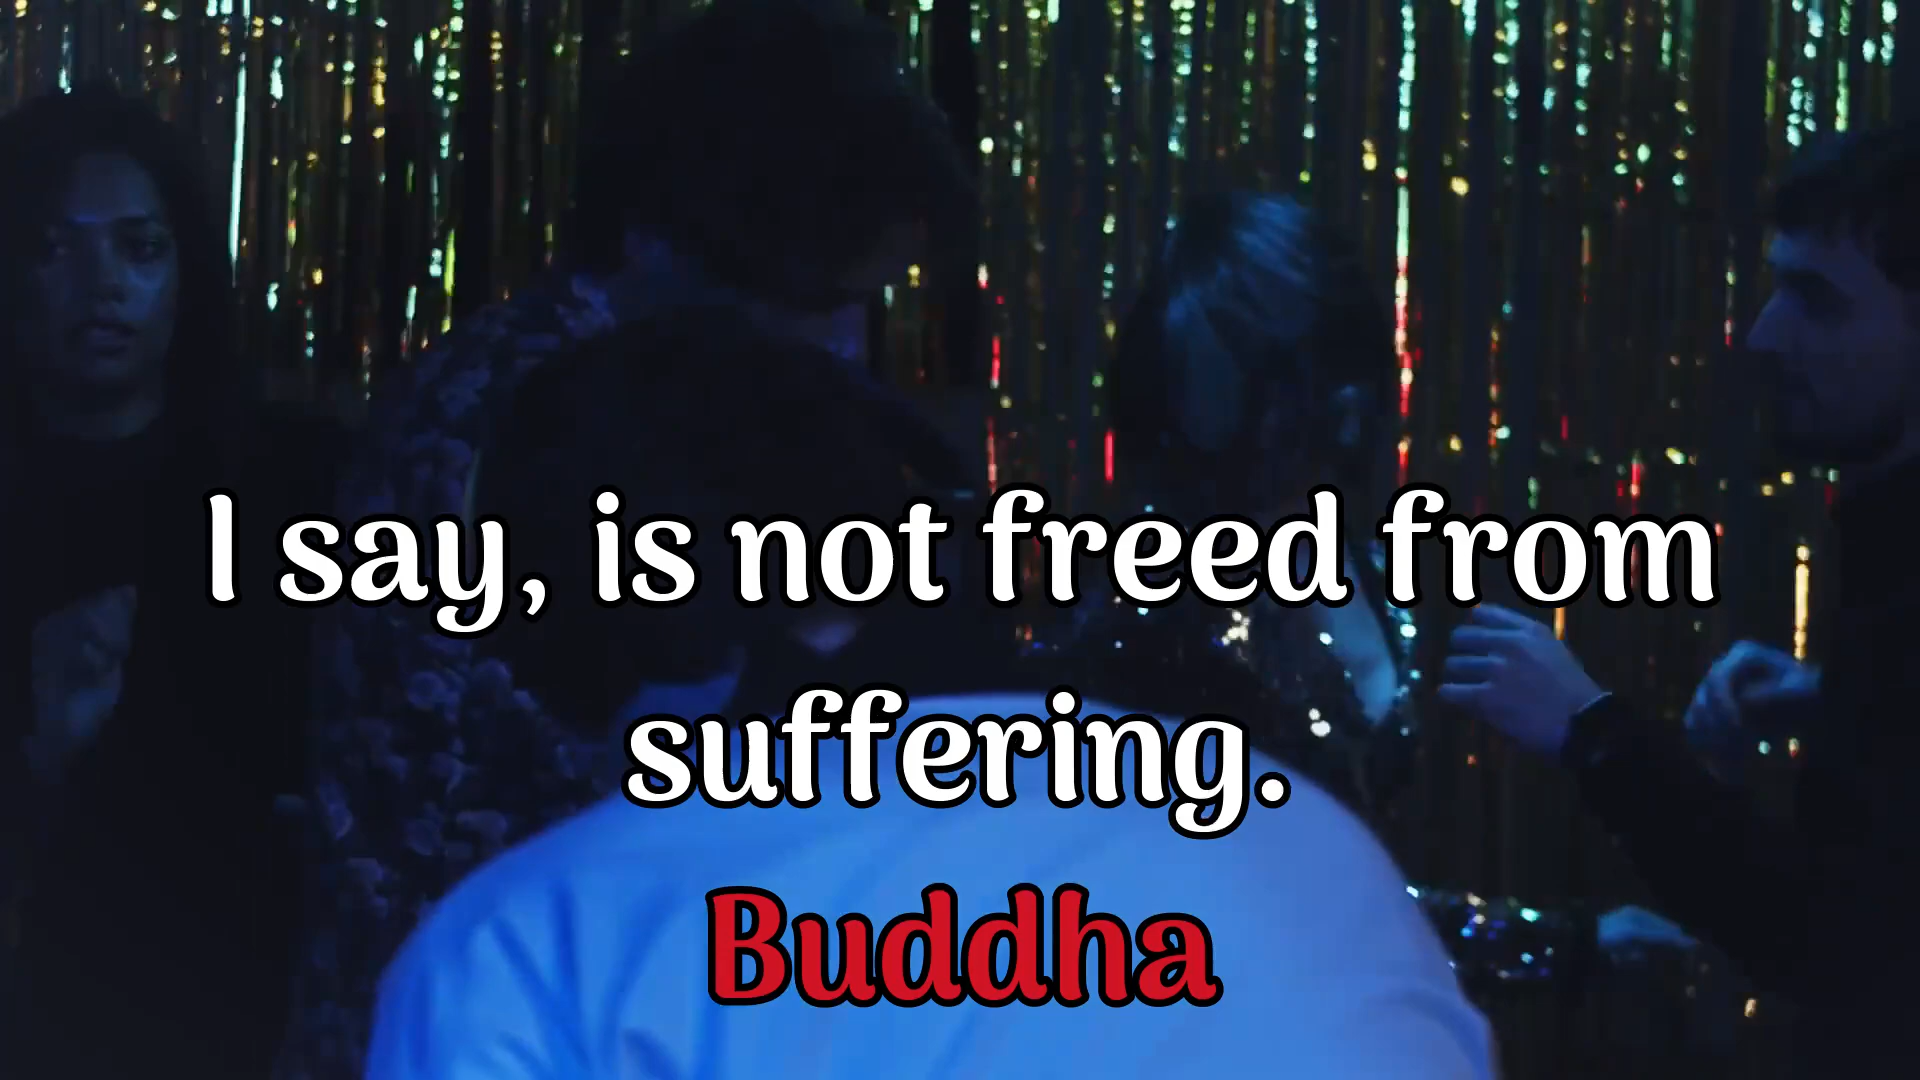 I say, is not freed from
suffering.
Buddha